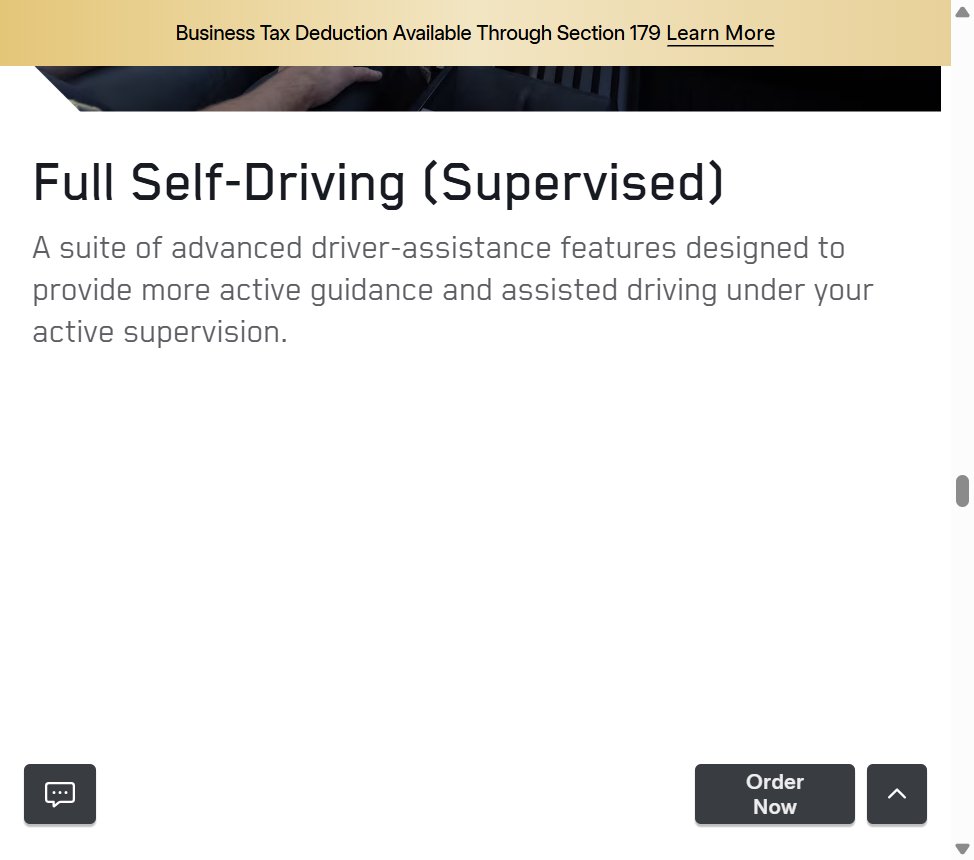 Business Tax Deduction Available Through Section 179 Learn More
Full Self-Driving (Supervised)
A suite of advanced driver-assistance features designed to
provide more active guidance and assisted driving under your
active supervision.
Order
Now